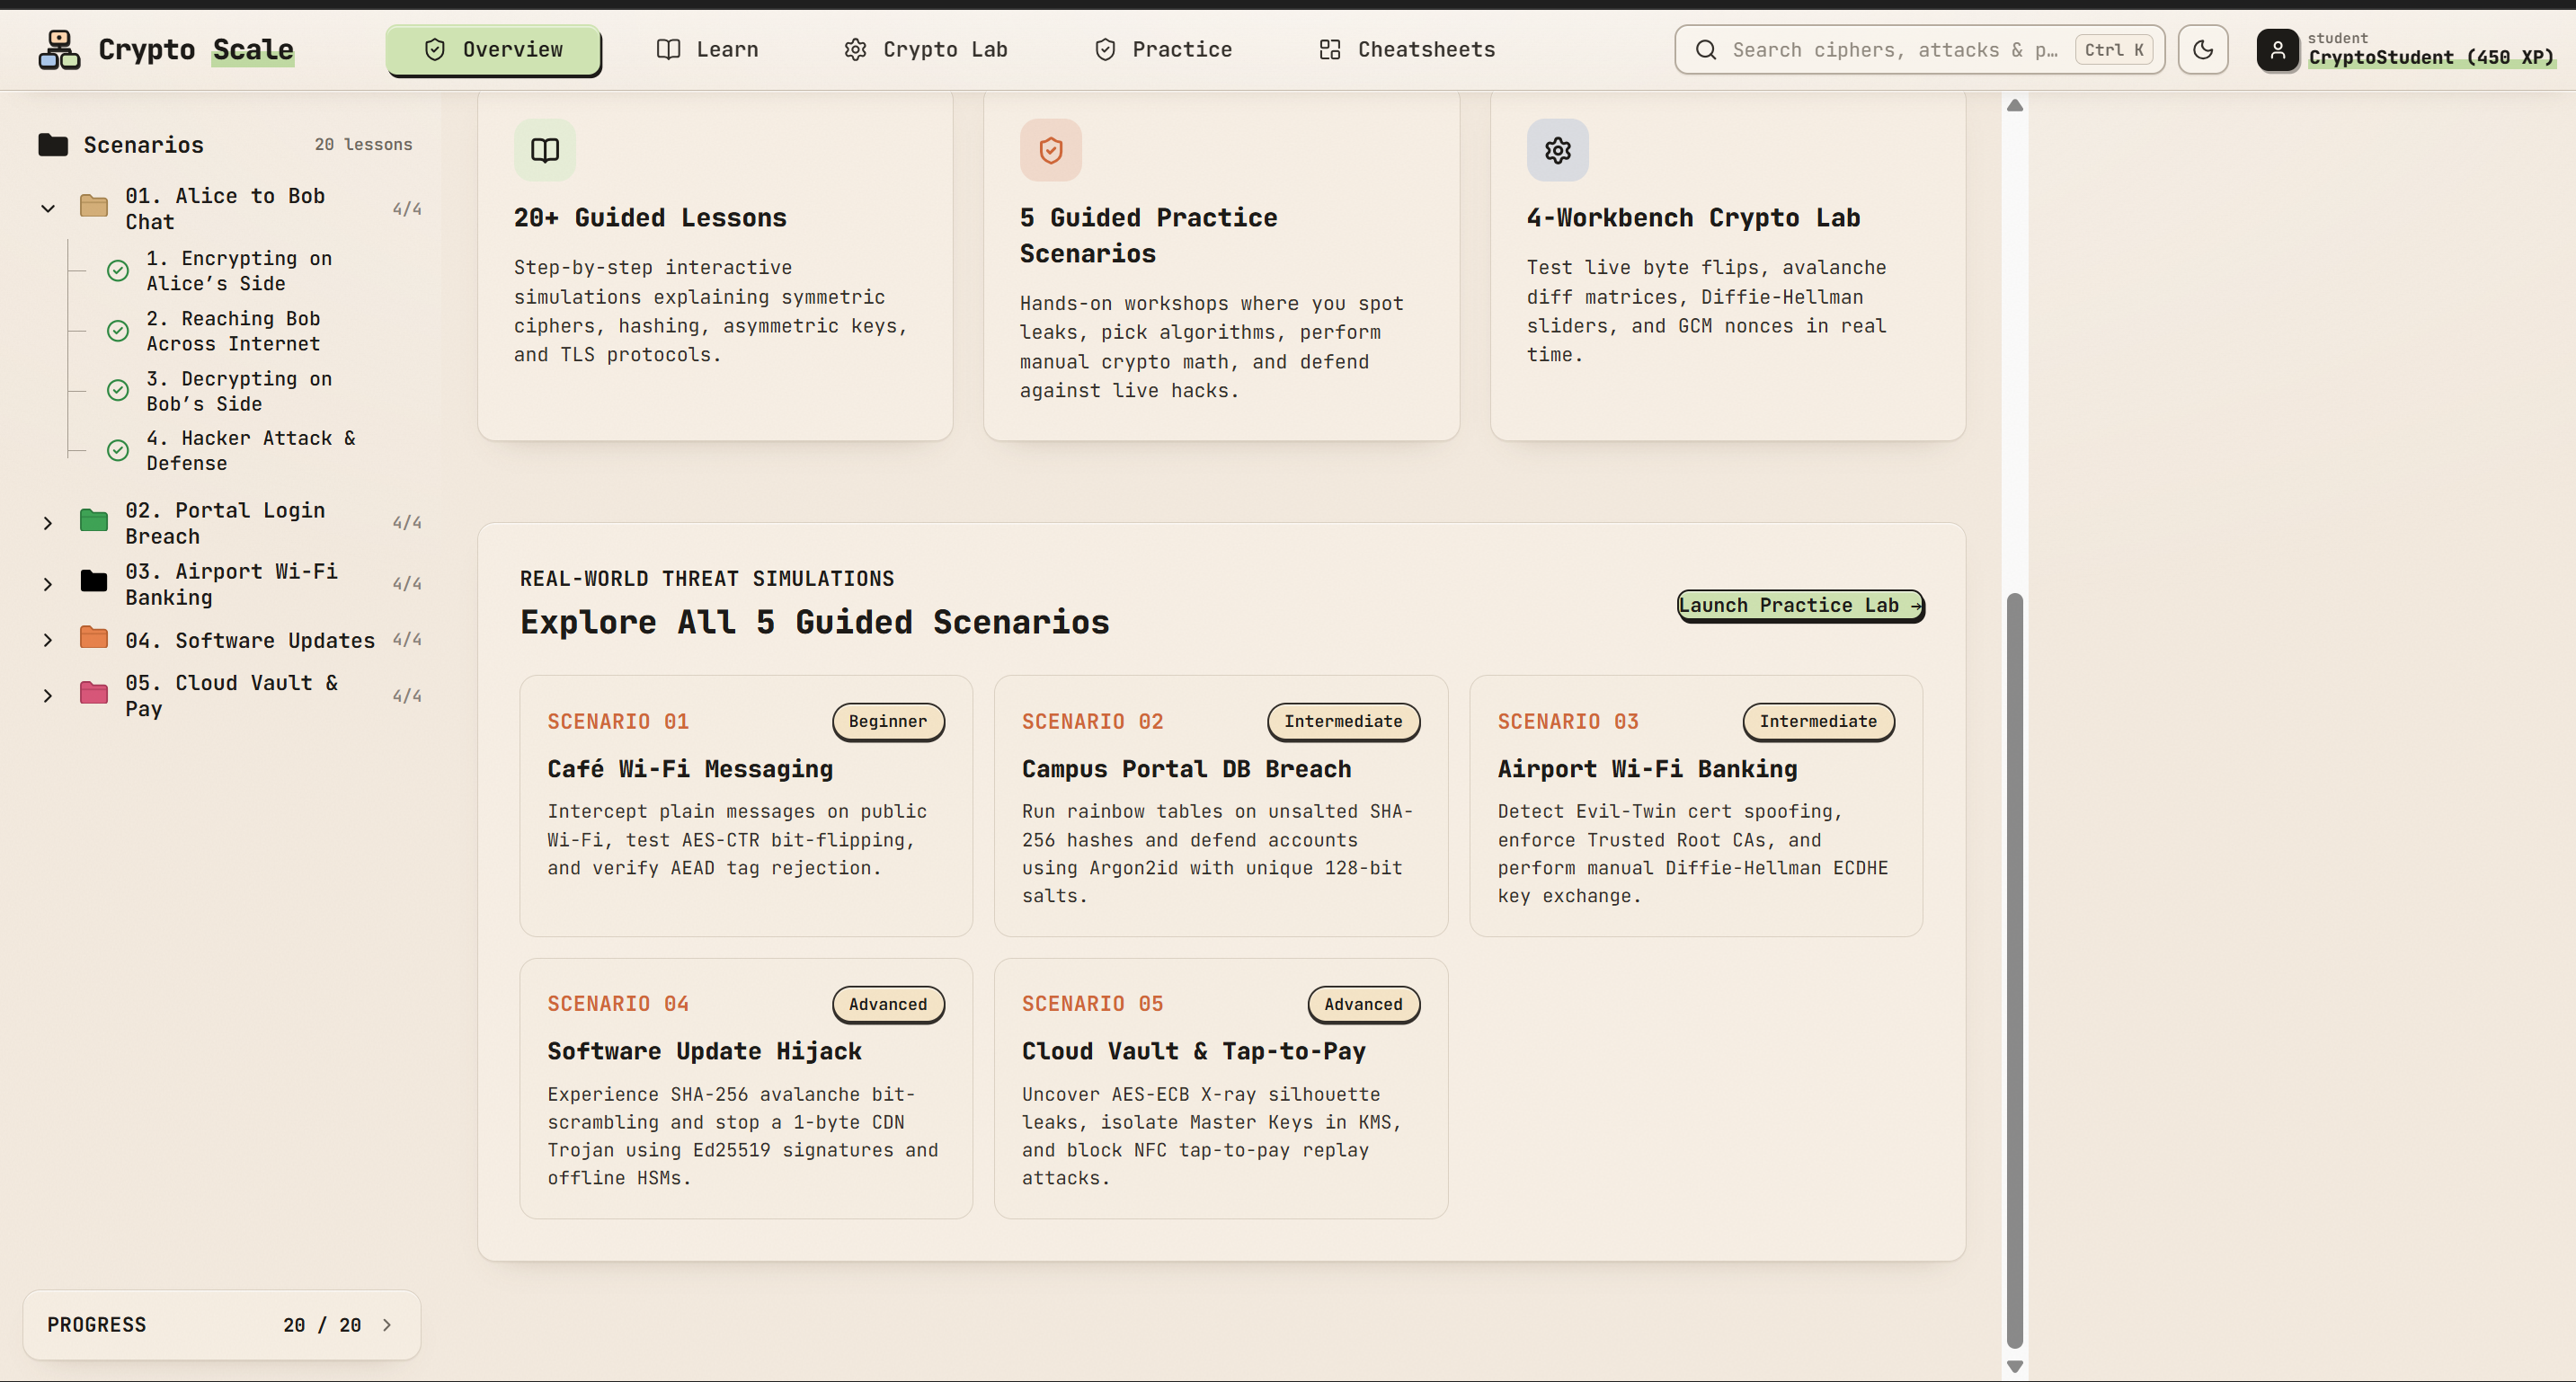 Crypto Scale
Overview
Learn
Crypto Lab
Practice
Cheatsheets
Search ciphers, attacks & p…
Ctrl K
student
CryptoStudent (450 XP)
Scenarios
20 lessons
01. Alice to Bob
Chat
4/4
1. Encrypting on
Alice’s Side
2. Reaching Bob
Across Internet
3. Decrypting on
Bob’s Side
4. Hacker Attack &
Defense
02. Portal Login
Breach
4/4
03. Airport Wi-Fi
Banking
4/4
04. Software Updates
4/4
05. Cloud Vault &
Pay
4/4
PROGRESS
20 / 20
20+ Guided Lessons
Step-by-step interactive
simulations explaining symmetric
ciphers, hashing, asymmetric keys,
and TLS protocols.
5 Guided Practice
Scenarios
Hands-on workshops where you spot
leaks, pick algorithms, perform
manual crypto math, and defend
against live hacks.
4-Workbench Crypto Lab
Test live byte flips, avalanche
diff matrices, Diffie-Hellman
sliders, and GCM nonces in real
time.
REAL-WORLD THREAT SIMULATIONS
Explore All 5 Guided Scenarios
Launch Practice Lab →
SCENARIO 01
Beginner
Café Wi-Fi Messaging
Intercept plain messages on public
Wi-Fi, test AES-CTR bit-flipping,
and verify AEAD tag rejection.
SCENARIO 02
Intermediate
Campus Portal DB Breach
Run rainbow tables on unsalted SHA-
256 hashes and defend accounts
using Argon2id with unique 128-bit
salts.
SCENARIO 03
Intermediate
Airport Wi-Fi Banking
Detect Evil-Twin cert spoofing,
enforce Trusted Root CAs, and
perform manual Diffie-Hellman ECDHE
key exchange.
SCENARIO 04
Advanced
Software Update Hijack
Experience SHA-256 avalanche bit-
scrambling and stop a 1-byte CDN
Trojan using Ed25519 signatures and
offline HSMs.
SCENARIO 05
Advanced
Cloud Vault & Tap-to-Pay
Uncover AES-ECB X-ray silhouette
leaks, isolate Master Keys in KMS,
and block NFC tap-to-pay replay
attacks.